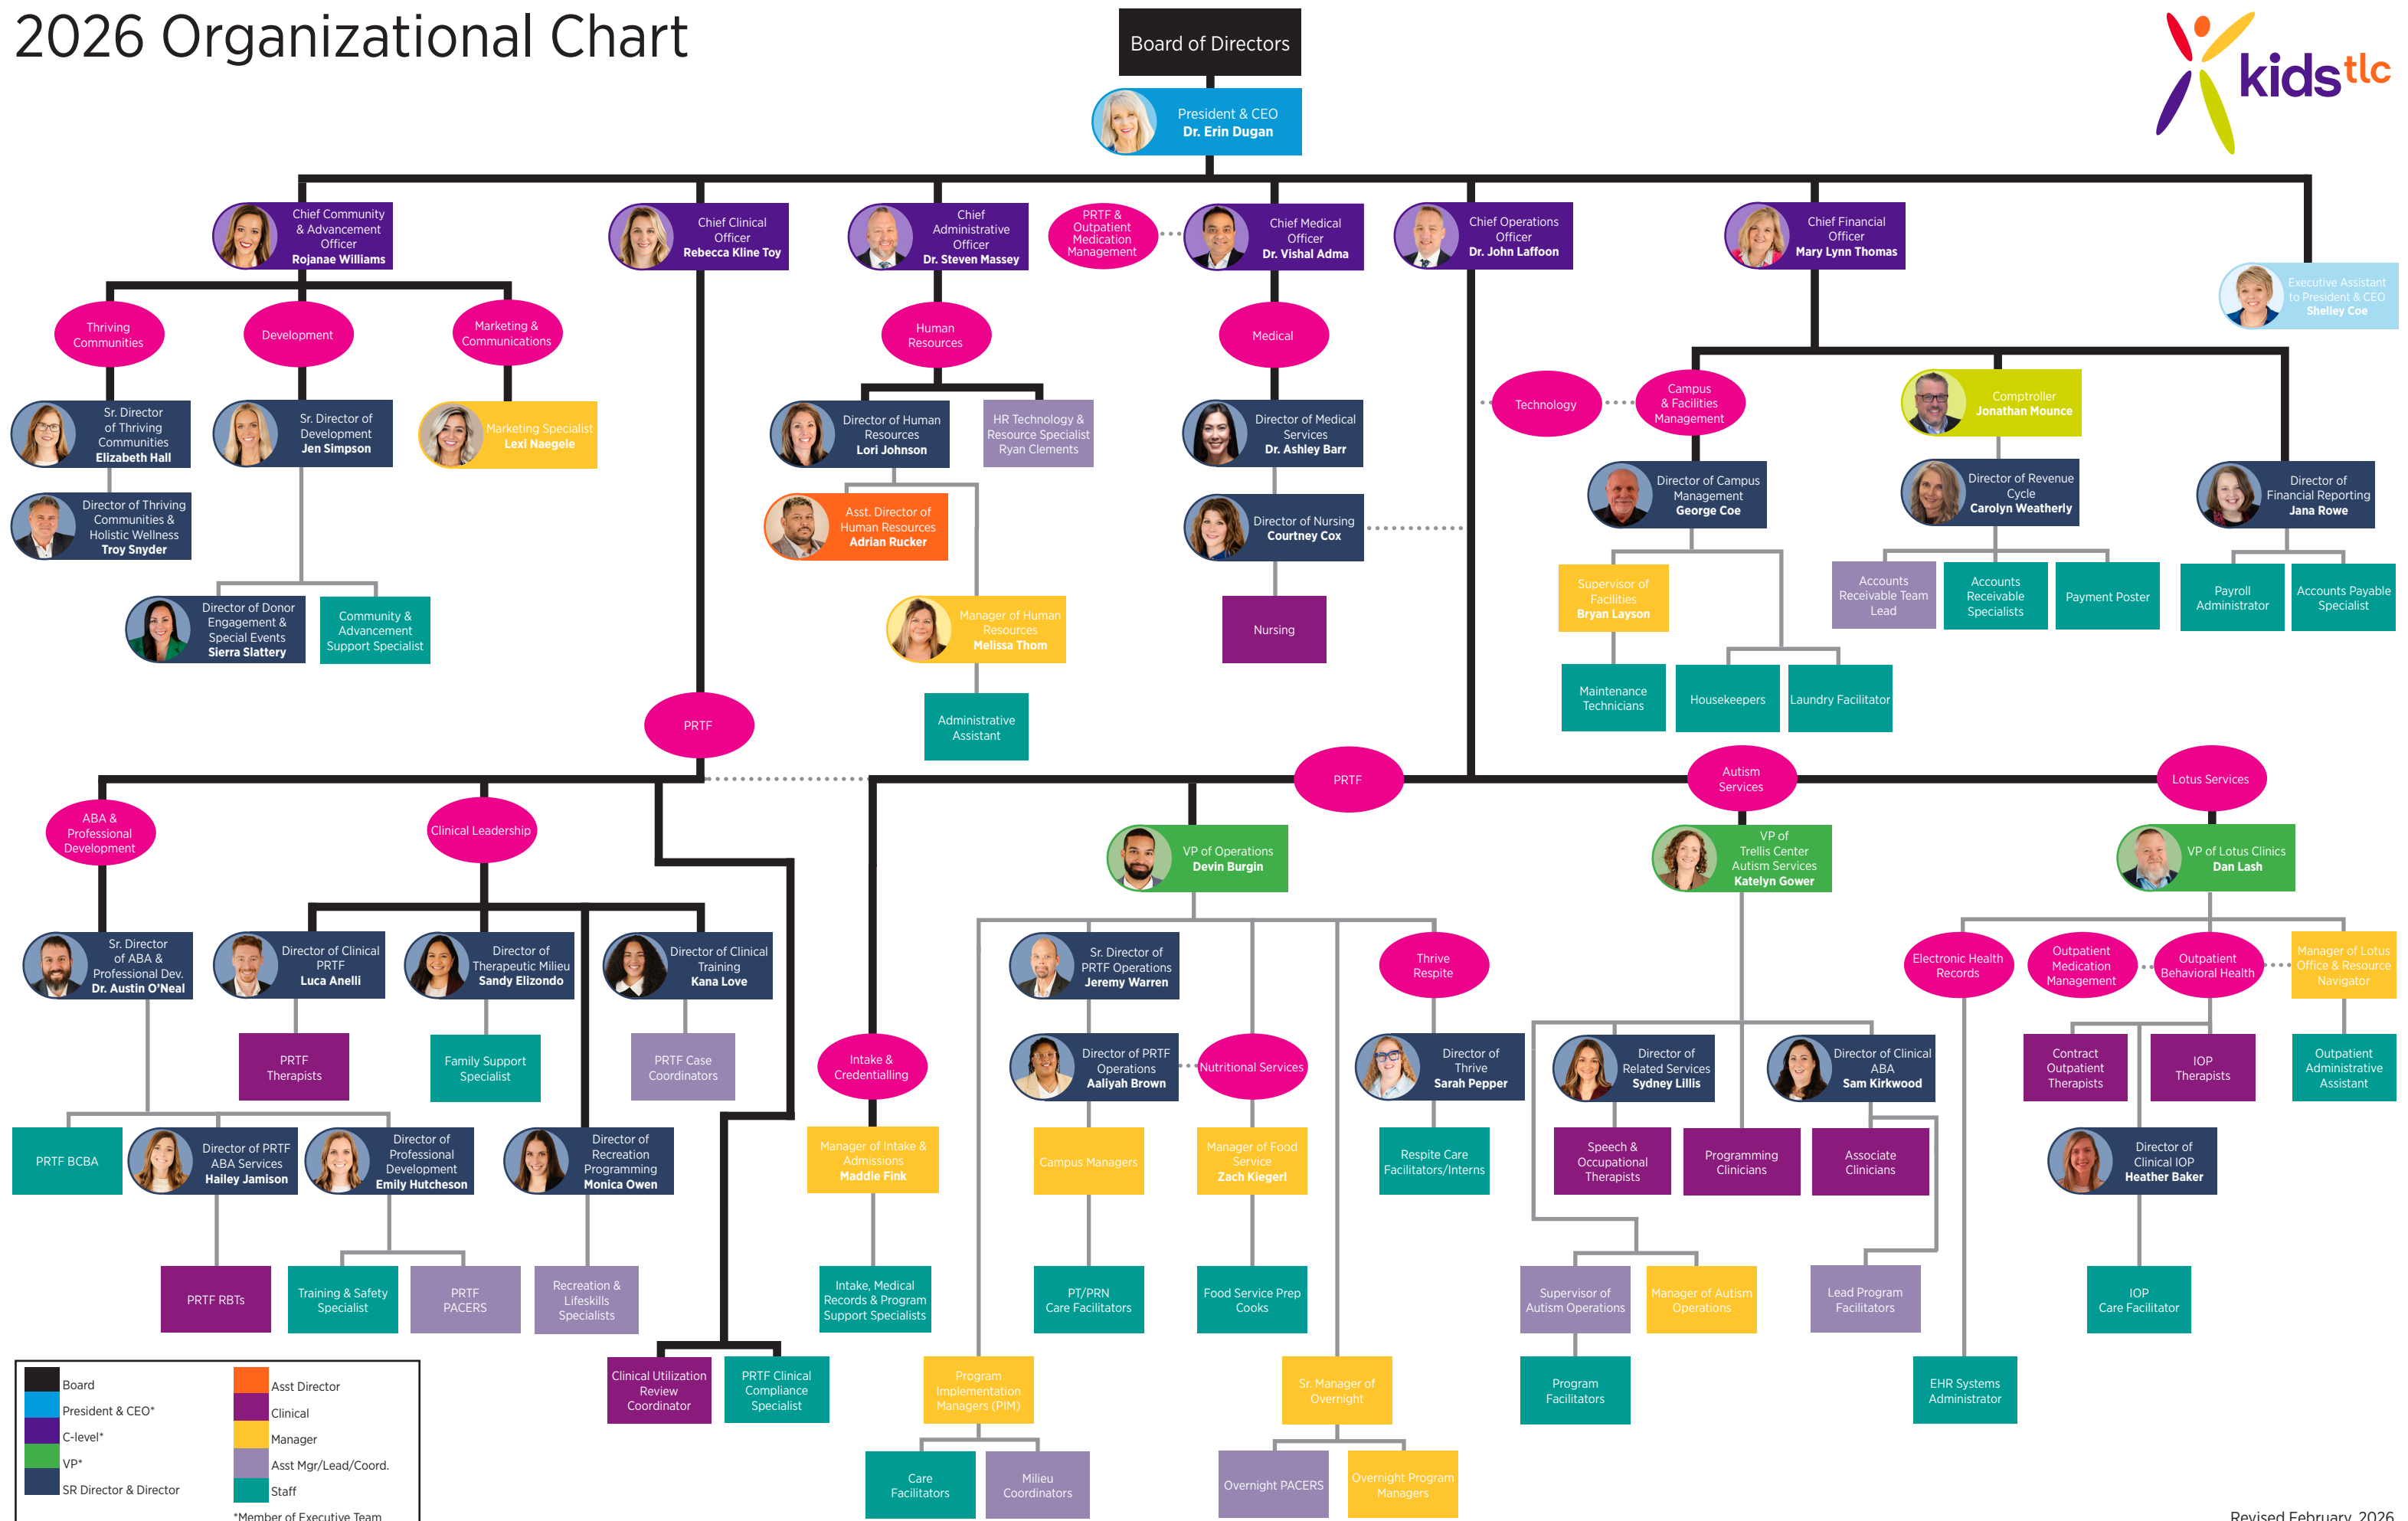 2026 Organizational Chart
Board of Directors
kids tlc
President & CEO
Dr. Erin Dugan
Chief Community
& Advancement
Officer
Rojanae Williams
Chief Clinical
Officer
Rebecca Kline Toy
Chief
Administrative
Officer
Dr. Steven Massey
PRTF &
Outpatient
Medication
Management
Chief Medical
Officer
Dr. Vishal Adma
Chief Operations
Officer
Dr. John Laffoon
Chief Financial
Officer
Mary Lynn Thomas
Executive Assistant
to President & CEO
Shelley Coe
Thriving
Communities
Development
Marketing &
Communications
Human
Resources
Medical
Technology
Campus
& Facilities
Management
Comptroller
Jonathan Mounce
Sr. Director
of Thriving
Communities
Elizabeth Hall
Sr. Director of
Development
Jen Simpson
Marketing Specialist
Lexi Naegele
Director of Human
Resources
Lori Johnson
HR Technology &
Resource Specialist
Ryan Clements
Director of Medical
Services
Dr. Ashley Barr
Director of Campus
Management
George Coe
Director of Revenue
Cycle
Carolyn Weatherly
Director of
Financial Reporting
Jana Rowe
Director of Thriving
Communities &
Holistic Wellness
Troy Snyder
Asst. Director of
Human Resources
Adrian Rucker
Director of Nursing
Courtney Cox
Director of Donor
Engagement &
Special Events
Sierra Slattery
Community &
Advancement
Support Specialist
Manager of Human
Resources
Melissa Thom
Nursing
Supervisor of
Facilities
Bryan Layson
Accounts
Receivable Team
Lead
Accounts
Receivable
Specialists
Payment Poster
Payroll
Administrator
Accounts Payable
Specialist
Administrative
Assistant
Maintenance
Technicians
Housekeepers
Laundry Facilitator
PRTF
PRTF
Autism
Services
Lotus Services
ABA &
Professional
Development
Clinical Leadership
VP of Operations
Devin Burgin
VP of
Trellis Center
Autism Services
Katelyn Gower
VP of Lotus Clinics
Dan Lash
Sr. Director
of ABA &
Professional Dev.
Dr. Austin O'Neal
Director of Clinical
PRTF
Luca Anelli
Director of
Therapeutic Milieu
Sandy Elizondo
Director of Clinical
Training
Kana Love
Sr. Director of
PRTF Operations
Jeremy Warren
Thrive
Respite
Electronic Health
Records
Outpatient
Medication
Management
Outpatient
Behavioral Health
Manager of Lotus
Office & Resource
Navigator
PRTF
Therapists
Family Support
Specialist
PRTF Case
Coordinators
Intake &
Credentialling
Director of PRTF
Operations
Aaliyah Brown
Nutritional Services
Director of
Thrive
Sarah Pepper
Director of
Related Services
Sydney Lillis
Director of Clinical
ABA
Sam Kirkwood
Contract
Outpatient
Therapists
IOP
Therapists
Outpatient
Administrative
Assistant
PRTF BCBA
Director of PRTF
ABA Services
Hailey Jamison
Director of
Professional
Development
Emily Hutcheson
Director of
Recreation
Programming
Monica Owen
Manager of Intake &
Admissions
Maddie Fink
Campus Managers
Manager of Food
Service
Zach Kiegerl
Respite Care
Facilitators/Interns
Speech &
Occupational
Therapists
Programming
Clinicians
Associate
Clinicians
Director of
Clinical IOP
Heather Baker
PRTF RBTs
Training & Safety
Specialist
PRTF
PACERS
Recreation &
Lifeskills
Specialists
Intake, Medical
Records & Program
Support Specialists
PT/PRN
Care Facilitators
Food Service Prep
Cooks
Supervisor of
Autism Operations
Manager of Autism
Operations
Lead Program
Facilitators
IOP
Care Facilitator
Clinical Utilization
Review
Coordinator
PRTF Clinical
Compliance
Specialist
Program
Implementation
Managers (PIM)
Sr. Manager of
Overnight
Program
Facilitators
EHR Systems
Administrator
Care
Facilitators
Milieu
Coordinators
Overnight PACERS
Overnight Program
Managers
Board
President & CEO*
C-level*
VP*
SR Director & Director
Asst Director
Clinical
Manager
Asst Mgr/Lead/Coord.
Staff
*Member of Executive Team
Revised February, 2026